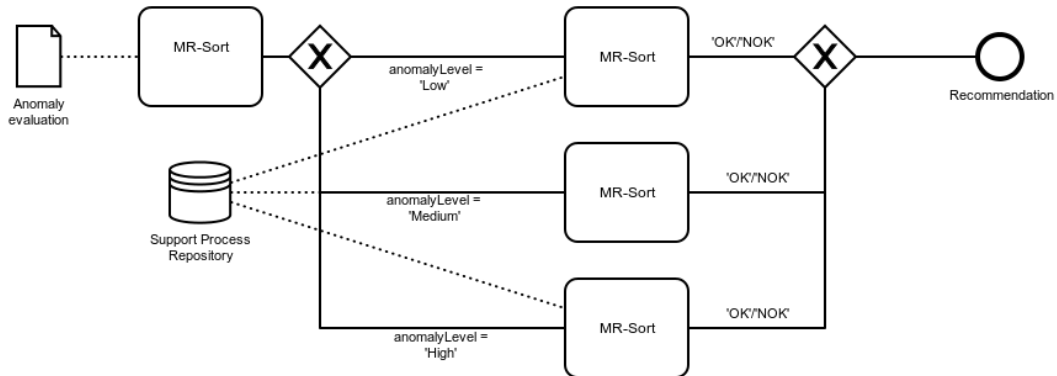 MR-Sort
X
anomalyLevel =
'Low'
MR-Sort
'OK'/'NOK'
X
Anomaly
evaluation
Recommendation
Support Process
Repository
anomalyLevel =
'Medium'
MR-Sort
'OK'/'NOK'
anomalyLevel =
'High'
MR-Sort
'OK'/'NOK'